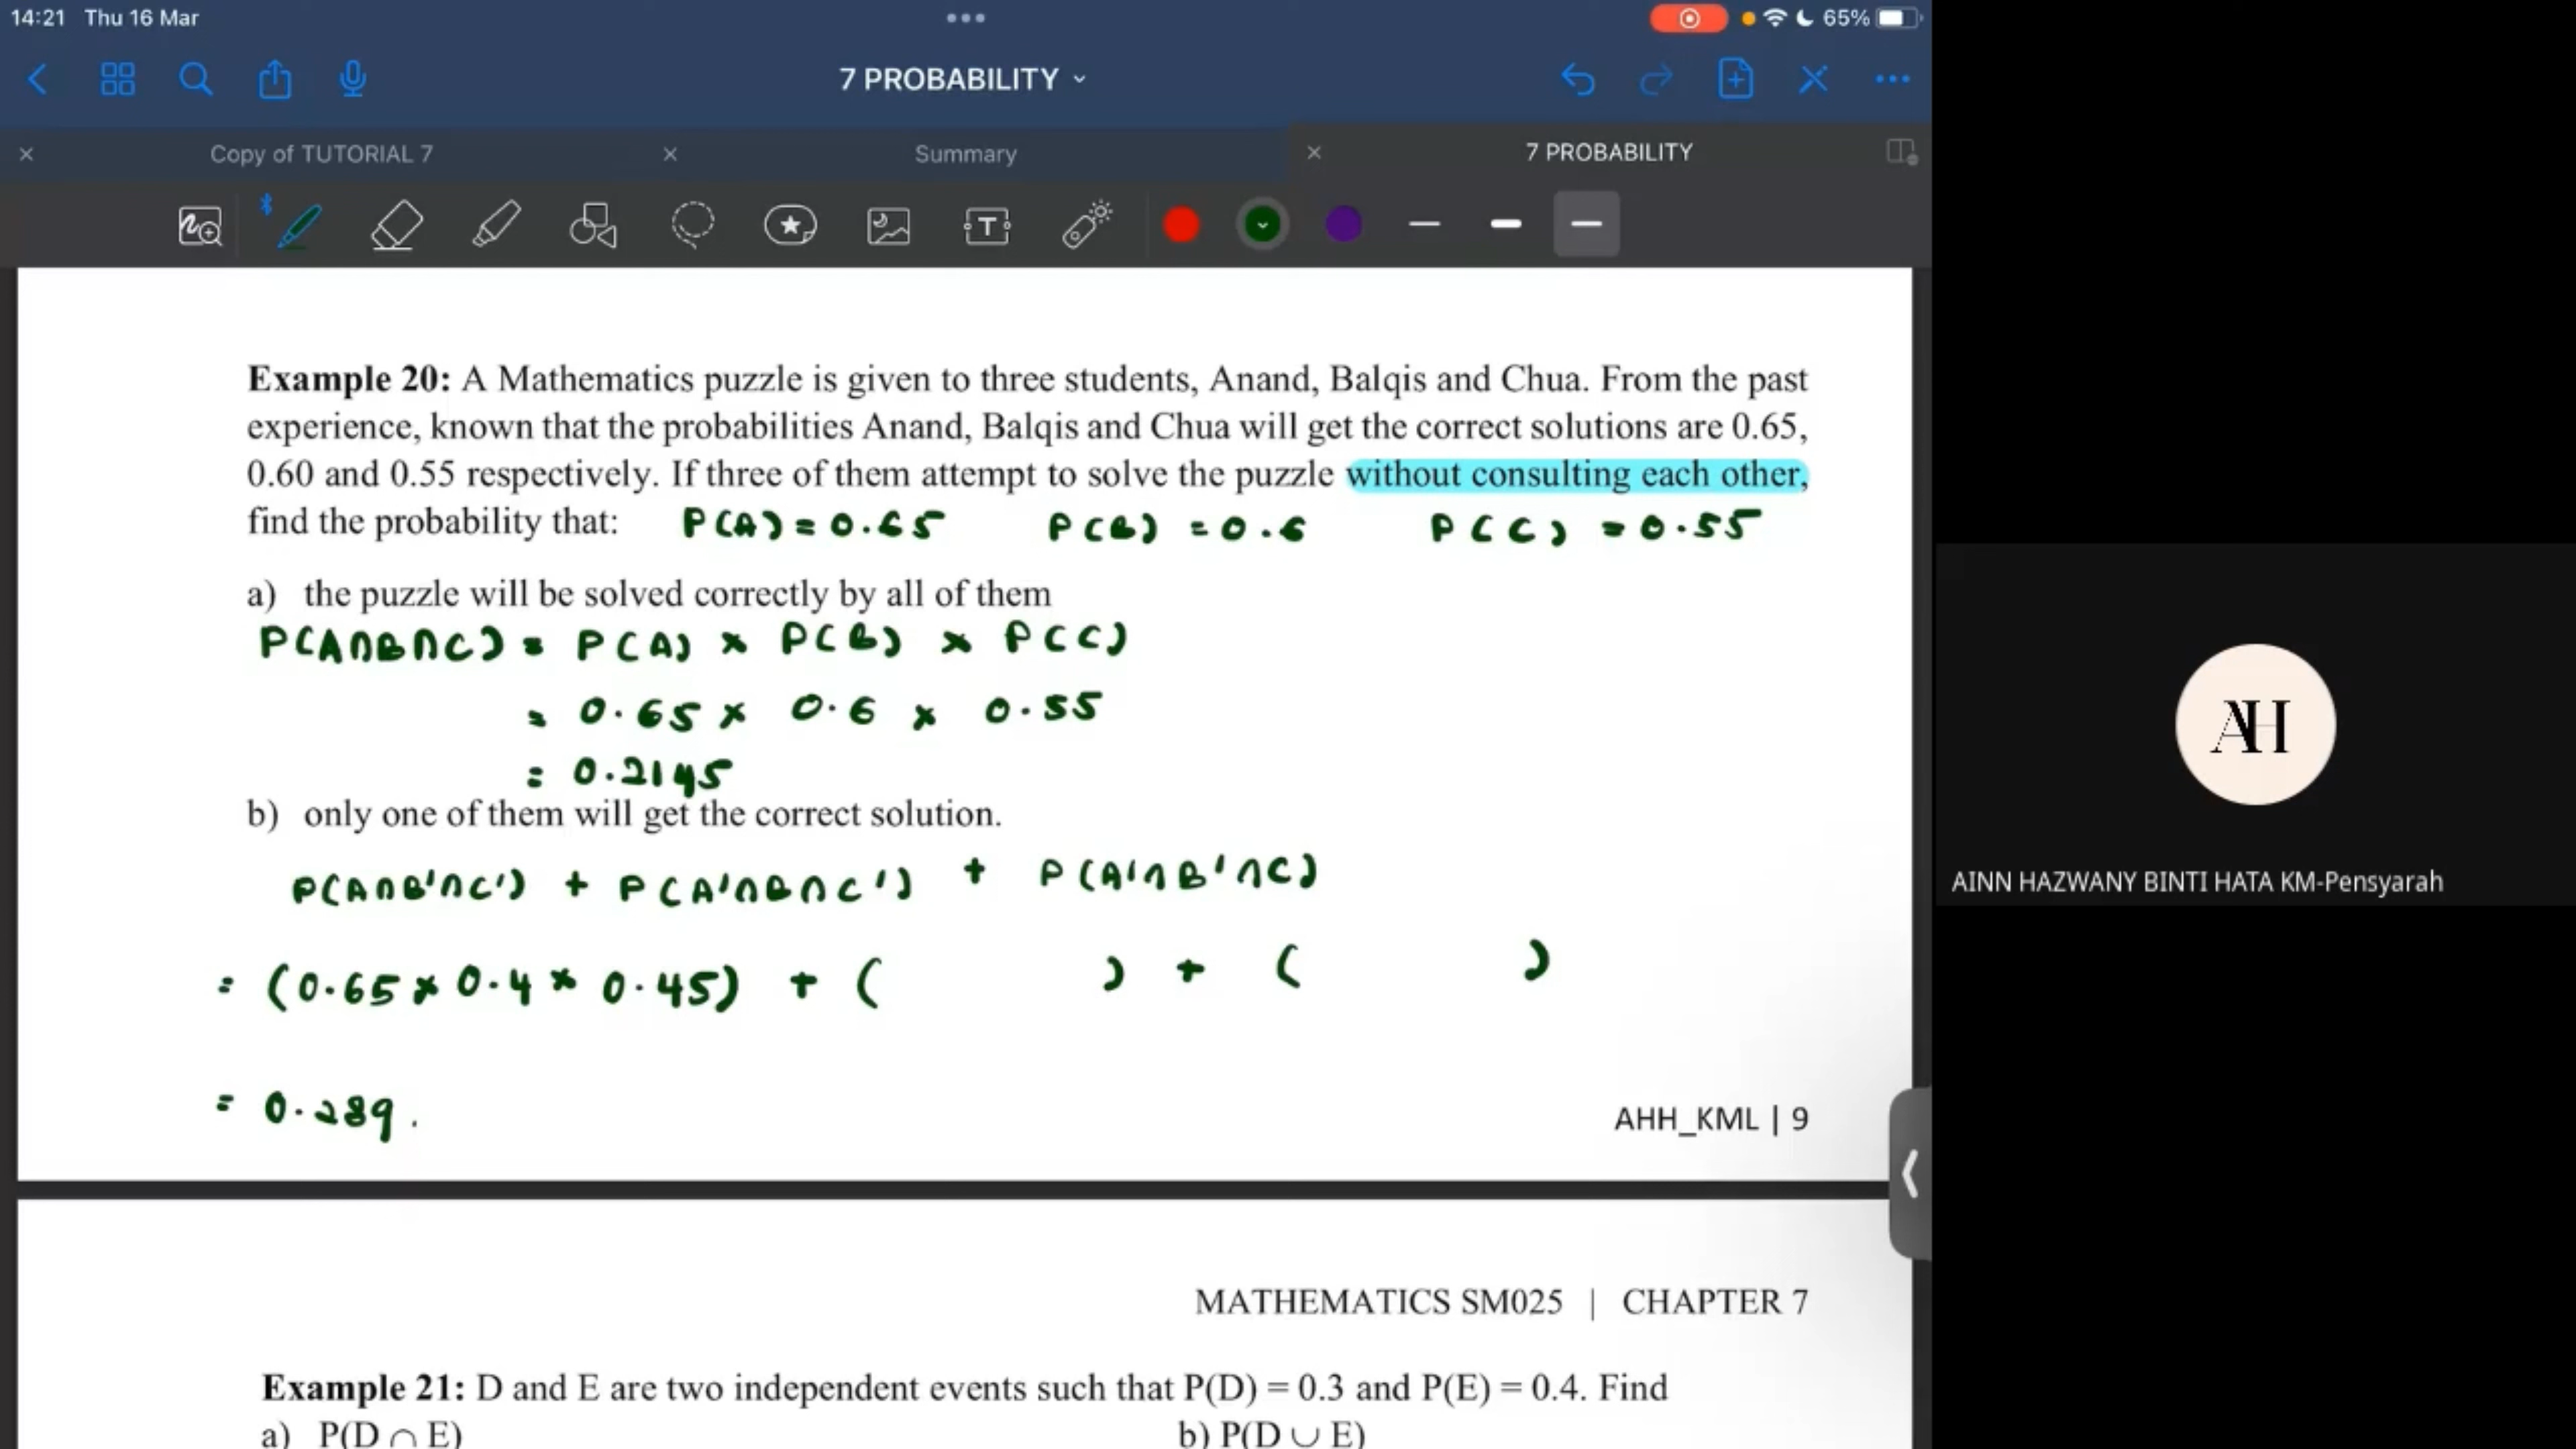 14:21 Thu 16 Mar
65%
7 PROBABILITY
Copy of TUTORIAL 7
Summary
7 PROBABILITY
T
Example 20: A Mathematics puzzle is given to three students, Anand, Balqis and Chua. From the past
experience, known that the probabilities Anand, Balqis and Chua will get the correct solutions are 0.65,
0.60 and 0.55 respectively. If three of them attempt to solve the puzzle without consulting each other,
find the probability that: P(A) = 0.65 P(B) = 0.6 P(C) = 0.55
a) the puzzle will be solved correctly by all of them
P(A∩B∩C) = P(A) × P(B) × P(C)
= 0.65 × 0.6 × 0.55
= 0.2145
b) only one of them will get the correct solution.
P(A∩B'∩C') + P(A'∩B∩C') + P(A'∩B'∩C)
= (0.65 × 0.4 × 0.45) + ( ) + ( )
= 0.289.
AHH_KML | 9
MATHEMATICS SM025 | CHAPTER 7
Example 21: D and E are two independent events such that P(D) = 0.3 and P(E) = 0.4. Find
a) P(D ∩ E) b) P(D ∪ E)
AH
AINN HAZWANY BINTI HATA KM-Pensyarah